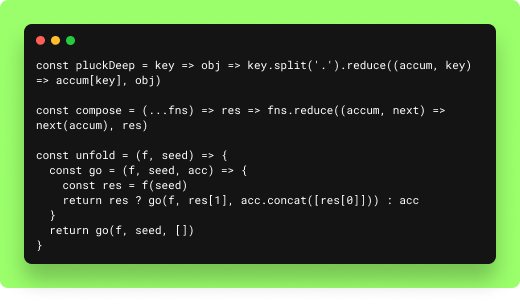 const pluckDeep = key => obj => key.split('.').reduce((accum, key)
=> accum[key], obj)

const compose = (...fns) => res => fns.reduce((accum, next) =>
next(accum), res)

const unfold = (f, seed) => {
  const go = (f, seed, acc) => {
    const res = f(seed)
    return res ? go(f, res[1], acc.concat([res[0]])) : acc
  }
  return go(f, seed, [])
}